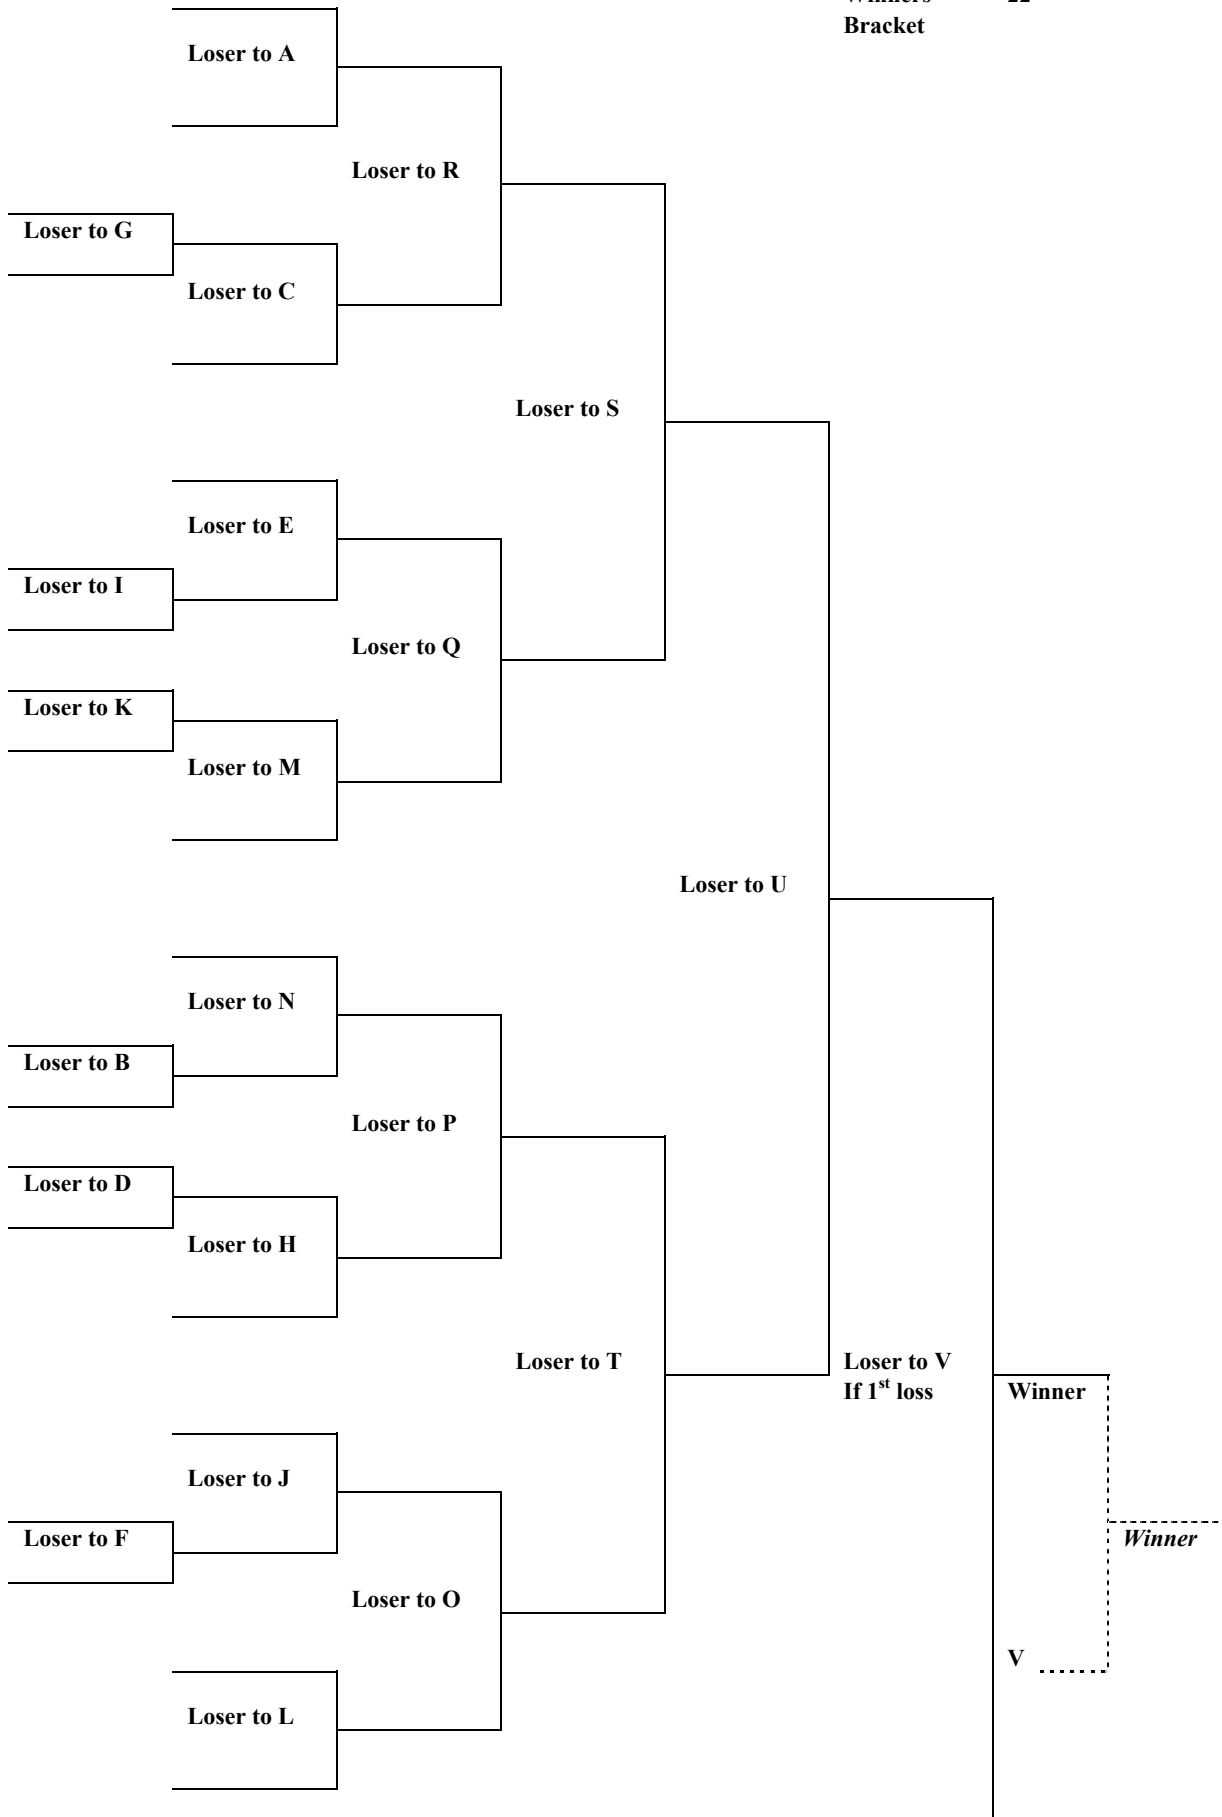 Winners 22
Bracket
Loser to A
Loser to R
Loser to G
Loser to C
Loser to S
Loser to E
Loser to I
Loser to Q
Loser to K
Loser to M
Loser to U
Loser to N
Loser to B
Loser to P
Loser to D
Loser to H
Loser to T
Loser to V
If 1st loss
Winner
Loser to J
Loser to F
Winner
Loser to O
V
Loser to L